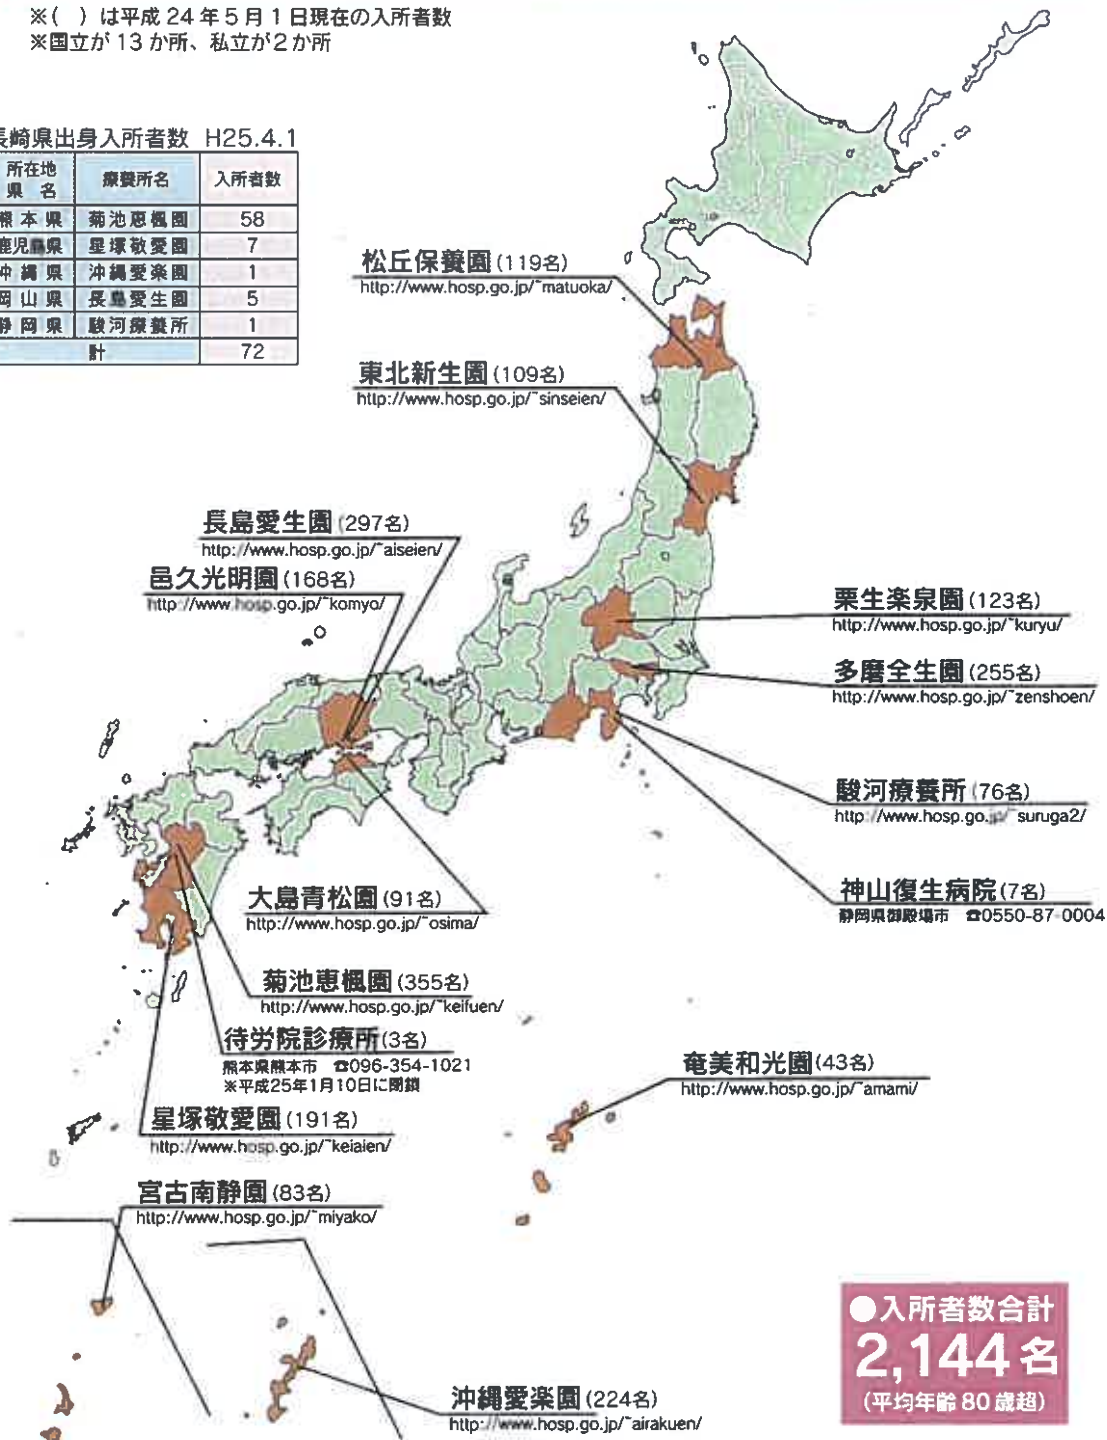 ※( )は平成24年5月1日現在の入所者数
※国立が13か所、私立が2か所
長崎県出身入所者数 H25.4.1
所在地 県名 療養所名 入所者数
熊本県 菊池恵楓園 58
鹿児島県 星塚敬愛園 7
沖縄県 沖縄愛楽園 1
岡山県 長島愛生園 5
静岡県 駿河療養所 1
計 72
松丘保養園(119名)
http://www.hosp.go.jp/~matuoka/
東北新生園(109名)
http://www.hosp.go.jp/~sinseien/
長島愛生園(297名)
http://www.hosp.go.jp/~aiseien/
邑久光明園(168名)
http://www.hosp.go.jp/~komyo/
栗生楽泉園(123名)
http://www.hosp.go.jp/~kuryu/
多磨全生園(255名)
http://www.hosp.go.jp/~zenshoen/
駿河療養所(76名)
http://www.hosp.go.jp/~suruga2/
神山復生病院(7名)
静岡県御殿場市 ☎0550-87-0004
大島青松園(91名)
http://www.hosp.go.jp/~osima/
菊池恵楓園(355名)
http://www.hosp.go.jp/~keifuen/
待労院診療所(3名)
熊本県熊本市 ☎096-354-1021
※平成25年1月10日に閉鎖
星塚敬愛園(191名)
http://www.hosp.go.jp/~keiaien/
奄美和光園(43名)
http://www.hosp.go.jp/~amami/
宮古南静園(83名)
http://www.hosp.go.jp/~miyako/
沖縄愛楽園(224名)
http://www.hosp.go.jp/~airakuen/
●入所者数合計
2,144名
(平均年齢80歳超)